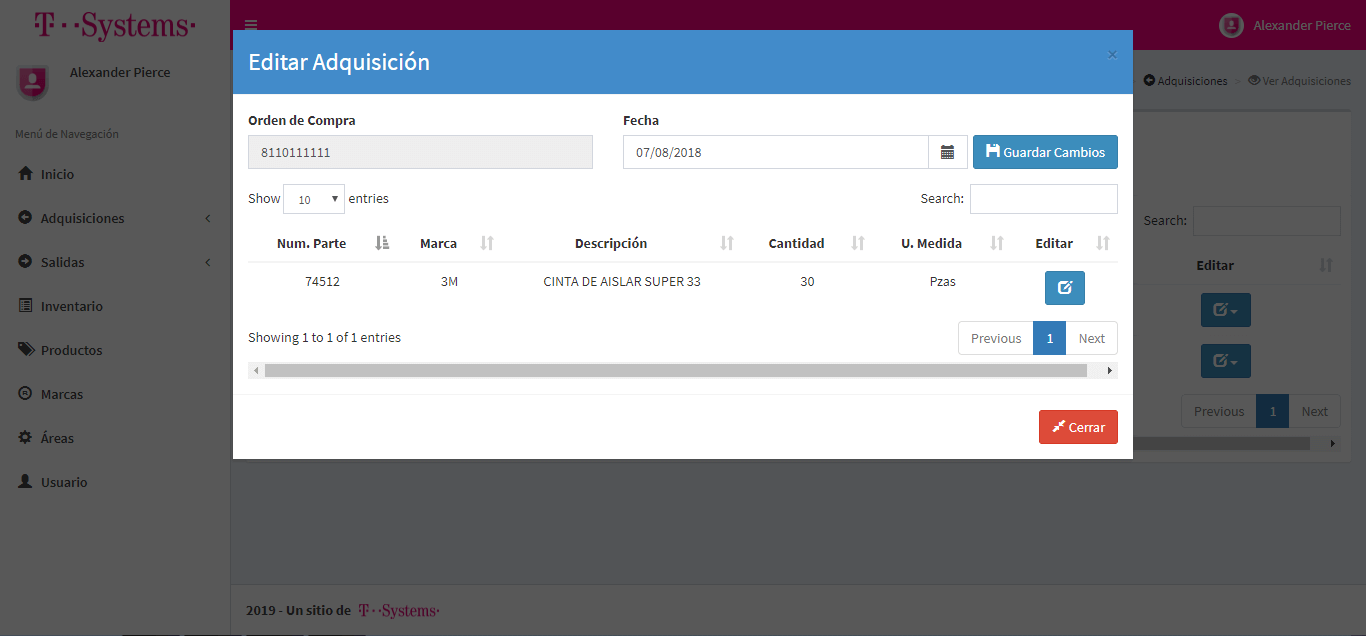 T··Systems·
Alexander Pierce
Alexander Pierce
Menú de Navegación
Inicio
Adquisiciones
Salidas
Inventario
Productos
Marcas
Áreas
Usuario
Adquisiciones > Ver Adquisiciones
Editar Adquisición ×
Orden de Compra Fecha
8110111111 07/08/2018 Guardar Cambios
Show 10 entries Search:
Num. Parte Marca Descripción Cantidad U. Medida Editar
74512 3M CINTA DE AISLAR SUPER 33 30 Pzas
Showing 1 to 1 of 1 entries Previous 1 Next
Cerrar
Search:
Editar
Previous 1 Next
2019 - Un sitio de T··Systems·